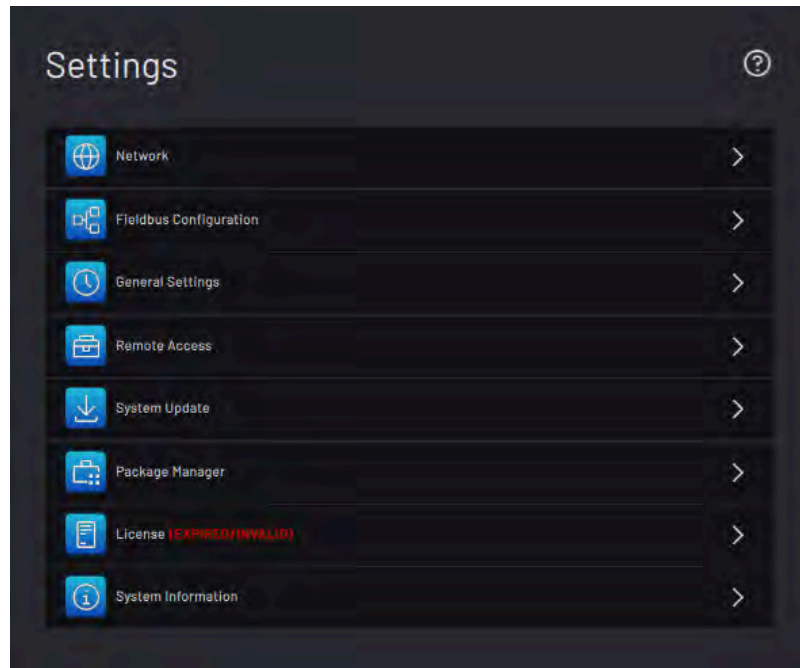 Settings
Network
Fieldbus Configuration
General Settings
Remote Access
System Update
Package Manager
License (EXPIRED/INVALID)
System Information